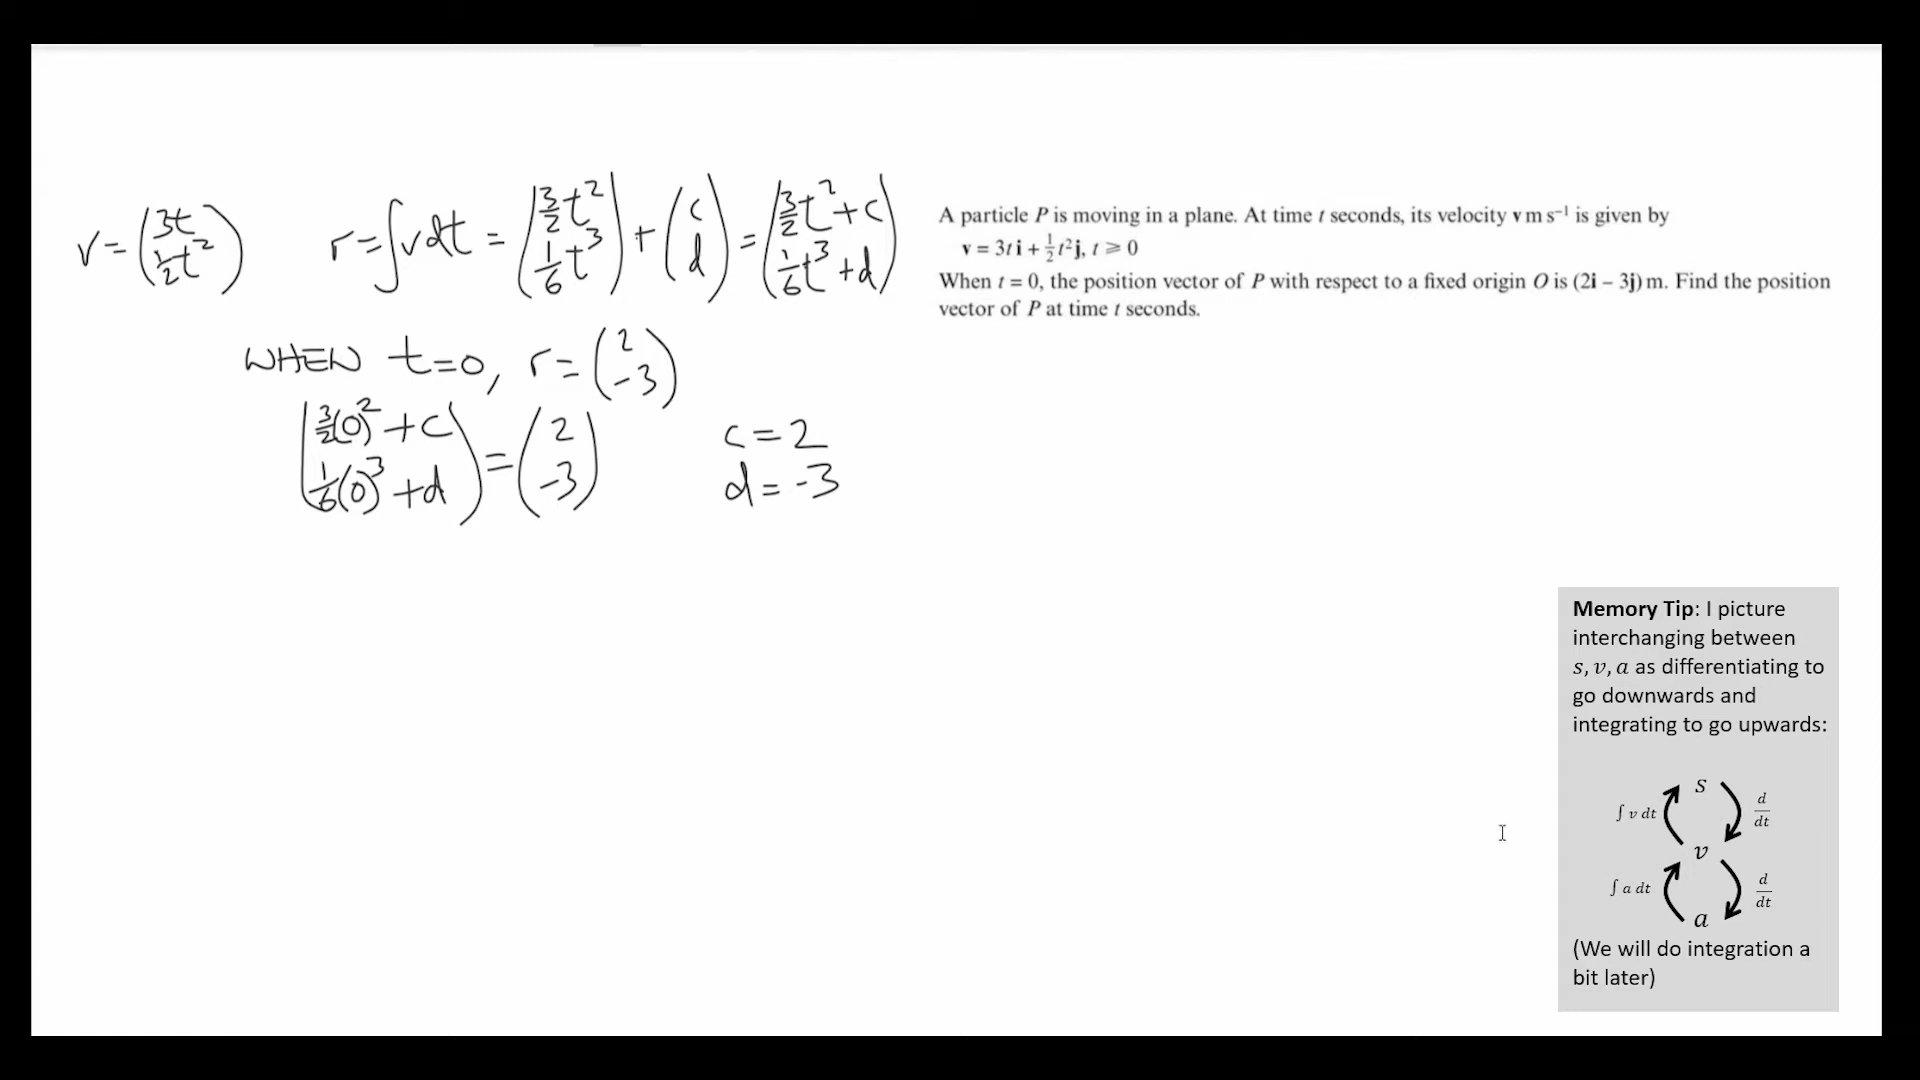 v = (3t ½t²) r = ∫vdt = (3/2 t² 1/6 t³) + (c d) = (3/2 t² + c 1/6 t³ + d)
WHEN t=0, r = (2 -3)
(3/2(0)² + c 1/6(0)³ + d) = (2 -3)
c = 2
d = -3
A particle P is moving in a plane. At time t seconds, its velocity v m s⁻¹ is given by
v = 3t i + ½t² j, t ⩾ 0
When t = 0, the position vector of P with respect to a fixed origin O is (2i – 3j) m. Find the position
vector of P at time t seconds.
Memory Tip: I picture
interchanging between
s, v, a as differentiating to
go downwards and
integrating to go upwards:
s
∫ v dt
d/dt
v
∫ a dt
d/dt
a
(We will do integration a
bit later)